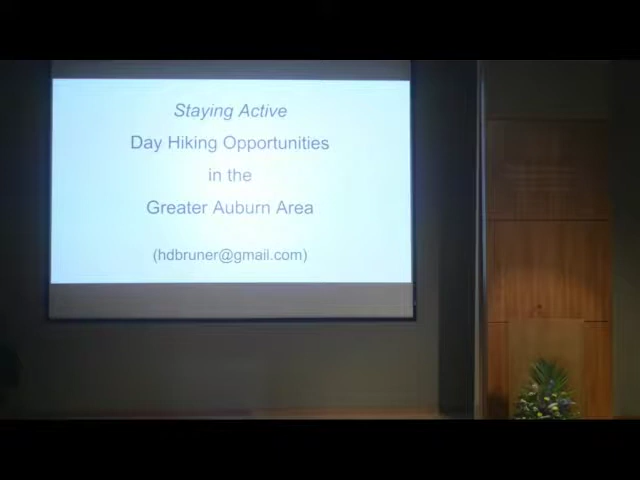 Staying Active
Day Hiking Opportunities
in the
Greater Auburn Area
(hdbruner@gmail.com)